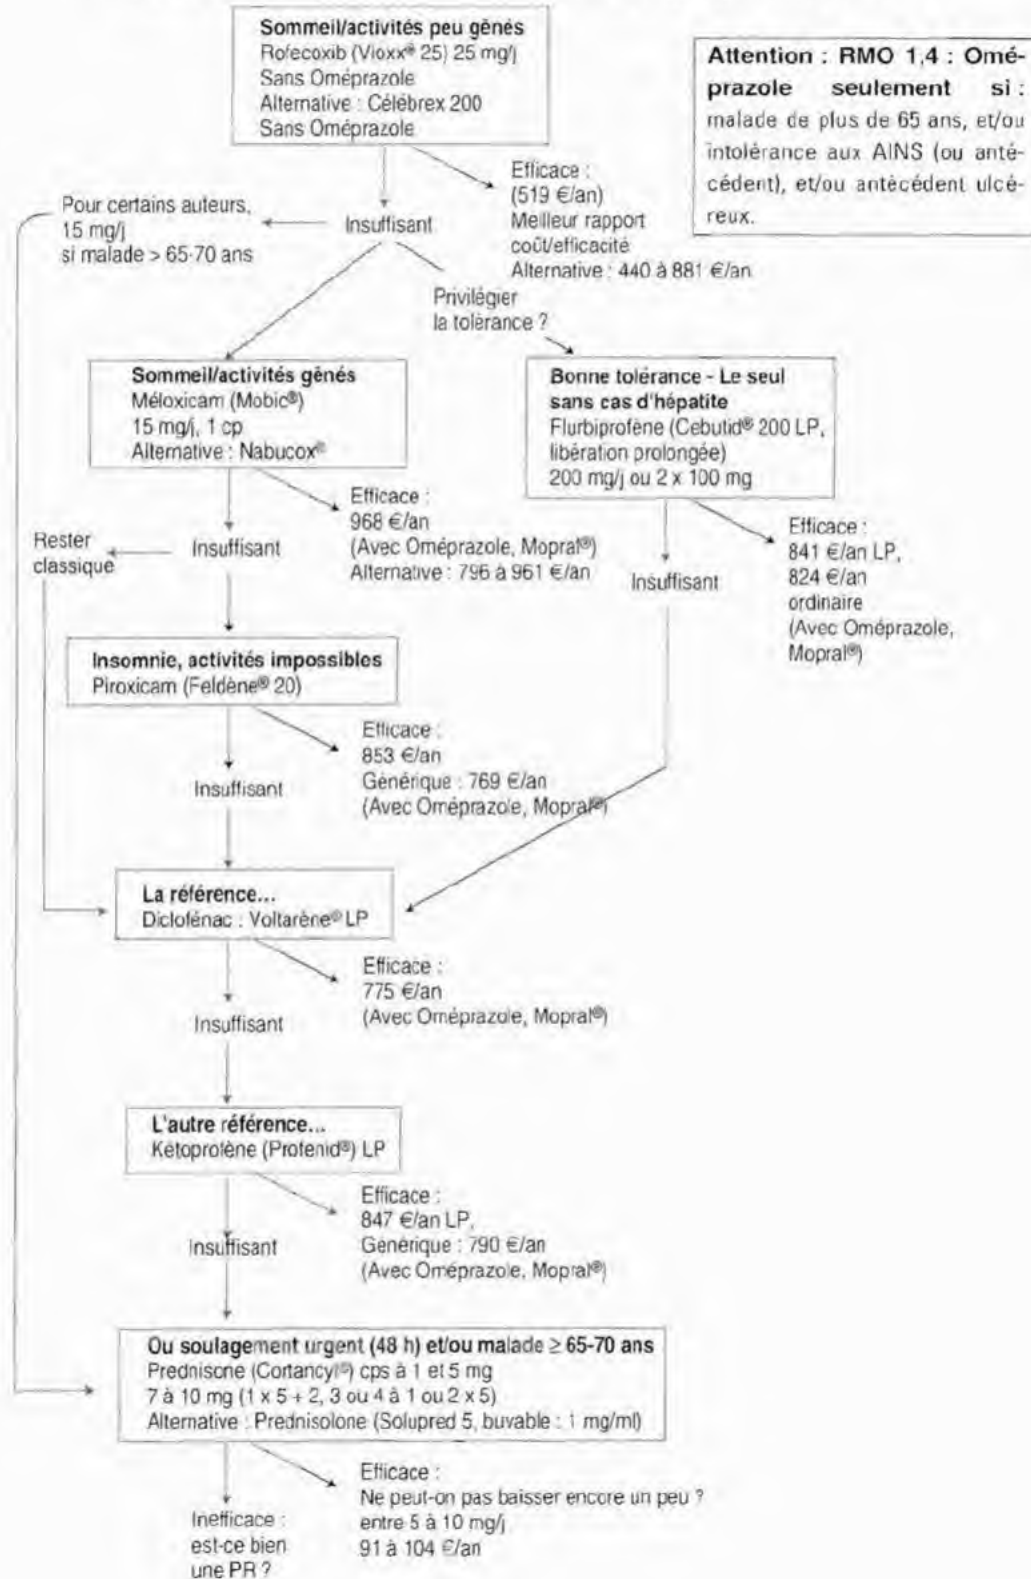 Sommeil/activités peu gênés
Rofecoxib (Vioxx® 25) 25 mg/j
Sans Oméprazole
Alternative : Célébrex 200
Sans Oméprazole
Attention : RMO 1,4 : Omé-
prazole seulement si :
malade de plus de 65 ans, et/ou
intolérance aux AINS (ou anté-
cédent), et/ou antécédent ulcé-
reux.
Efficace :
(519 €/an)
Meilleur rapport
coût/efficacité
Alternative : 440 à 881 €/an
Insuffisant
Pour certains auteurs,
15 mg/j
si malade > 65-70 ans
Privilégier
la tolérance ?
Sommeil/activités gênés
Méloxicam (Mobic®)
15 mg/j, 1 cp
Alternative : Nabucox®
Bonne tolérance - Le seul
sans cas d'hépatite
Flurbiprofène (Cebutid® 200 LP,
libération prolongée)
200 mg/j ou 2 x 100 mg
Efficace :
968 €/an
(Avec Oméprazole, Mopral®)
Alternative : 796 à 961 €/an
Insuffisant
Rester
classique
Efficace :
841 €/an LP,
824 €/an
ordinaire
(Avec Oméprazole,
Mopral®)
Insuffisant
Insomnie, activités impossibles
Piroxicam (Feldène® 20)
Efficace :
853 €/an
Générique : 769 €/an
(Avec Oméprazole, Mopral®)
Insuffisant
La référence...
Diclofénac : Voltarène® LP
Efficace :
775 €/an
(Avec Oméprazole, Mopral®)
Insuffisant
L'autre référence...
Kétoprofène (Profenid®) LP
Efficace :
847 €/an LP,
Générique : 790 €/an
(Avec Oméprazole, Mopral®)
Insuffisant
Ou soulagement urgent (48 h) et/ou malade ≥ 65-70 ans
Prednisone (Cortancyl®) cps à 1 et 5 mg
7 à 10 mg (1 x 5 + 2, 3 ou 4 à 1 ou 2 x 5)
Alternative : Prednisolone (Solupred 5, buvable : 1 mg/ml)
Efficace :
Ne peut-on pas baisser encore un peu ?
entre 5 à 10 mg/j
91 à 104 €/an
Inefficace :
est-ce bien
une PR ?